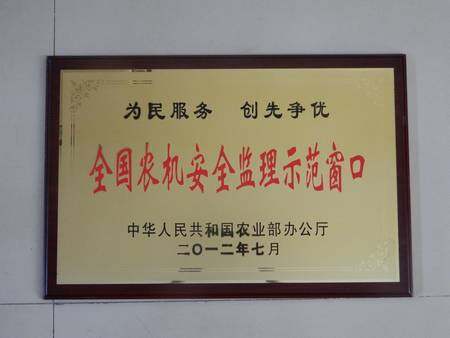 为民服务 创先争优
全国农机安全监理示范窗口
中华人民共和国农业部办公厅
二〇一二年七月